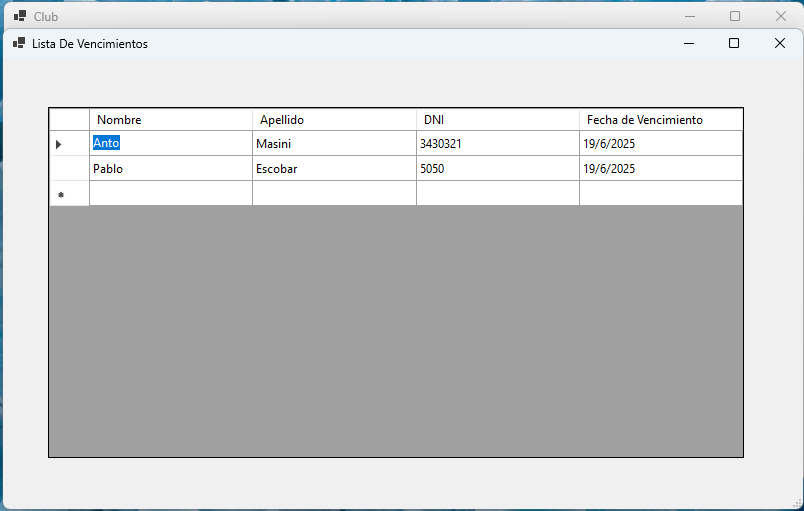 Club
Lista De Vencimientos
Nombre Apellido DNI Fecha de Vencimiento
Anto Masini 3430321 19/6/2025
Pablo Escobar 5050 19/6/2025